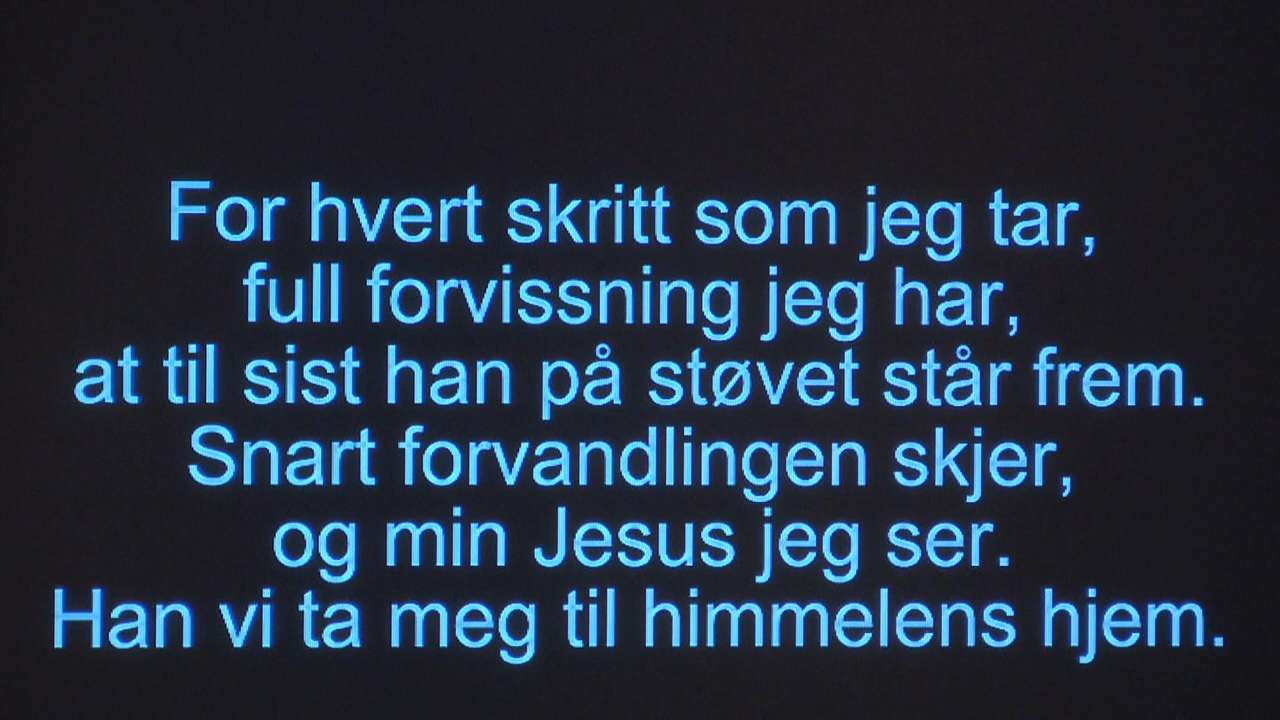 For hvert skritt som jeg tar,
full forvissning jeg har,
at til sist han på støvet står frem.
Snart forvandlingen skjer,
og min Jesus jeg ser.
Han vi ta meg til himmelens hjem.